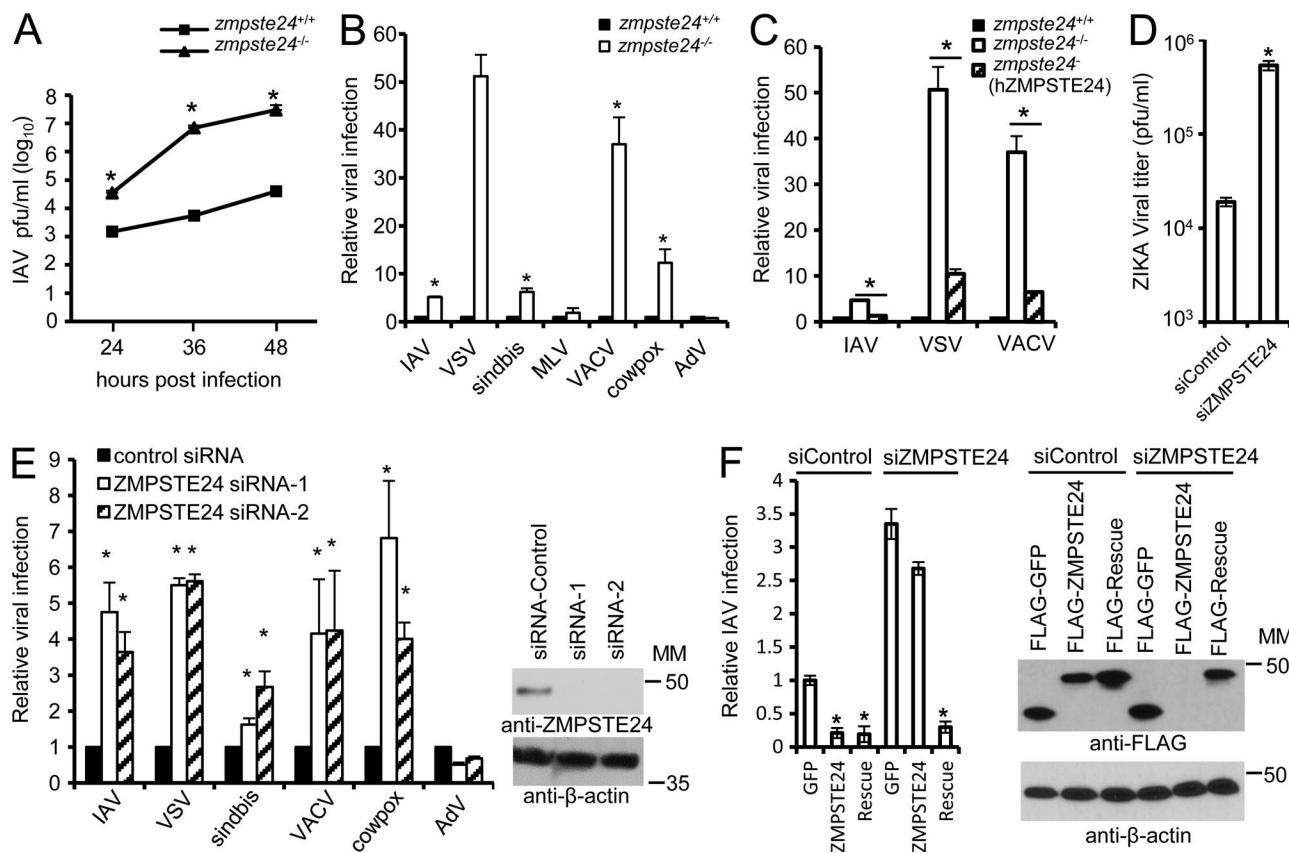 A
zmpste24+/+
zmpste24-/-
IAV pfu/ml (log10)
8
7
6
5
4
3
2
1
0
* * *
24 36 48
hours post infection
B
zmpste24+/+
zmpste24-/-
Relative viral infection
60
50
40
30
20
10
0
* * * *
IAV VSV sindbis MLV VACV cowpox AdV
C
zmpste24+/+
zmpste24-/-
zmpste24-
(hZMPSTE24)
Relative viral infection
60
50
40
30
20
10
0
* * *
IAV VSV VACV
D
ZIKA Viral titer (pfu/ml)
10^6
10^5
10^4
10^3
*
siControl siZMPSTE24
E
control siRNA
ZMPSTE24 siRNA-1
ZMPSTE24 siRNA-2
Relative viral infection
9
8
7
6
5
4
3
2
1
0
* * * * * * * * * *
IAV VSV sindbis VACV cowpox AdV
siRNA-Control siRNA-1 siRNA-2
MM
50
anti-ZMPSTE24
35
anti-β-actin
F
siControl siZMPSTE24
Relative IAV infection
4
3.5
3
2.5
2
1.5
1
0.5
0
* * *
GFP ZMPSTE24 Rescue GFP ZMPSTE24 Rescue
siControl siZMPSTE24
FLAG-GFP FLAG-ZMPSTE24 FLAG-Rescue FLAG-GFP FLAG-ZMPSTE24 FLAG-Rescue
MM
50
anti-FLAG
50
anti-β-actin